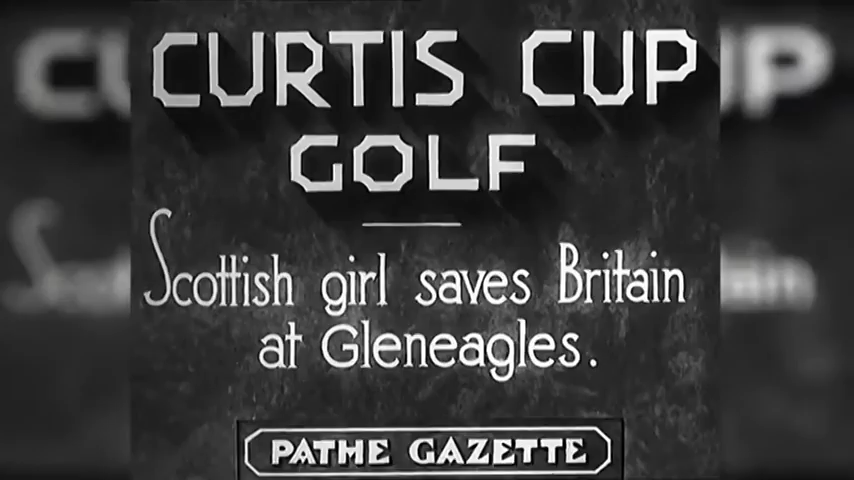 CURTIS CUP
GOLF
Scottish girl saves Britain
at Gleneagles.
PATHE GAZETTE